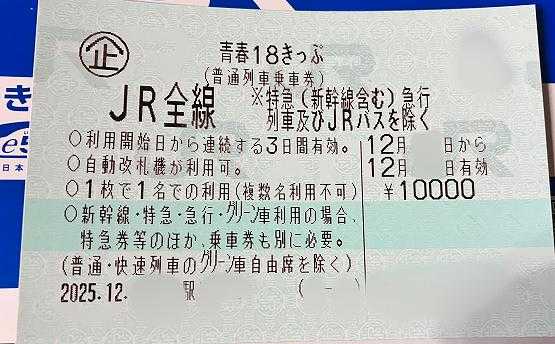 企
青春18きっぷ
(普通列車乗車券)
JR全線
※特急(新幹線含む)急行
列車及びJRバスを除く
○利用開始日から連続する3日間有効。
12月 日から
○自動改札機が利用可。
12月 日有効
○1枚で1名での利用(複数名利用不可)
¥10000
○新幹線・特急・急行・グリーン車利用の場合、
特急券等のほか、乗車券も別に必要。
(普通・快速列車のグリーン車自由席を除く)
2025.12. 駅 ( - )
き
e5
日本